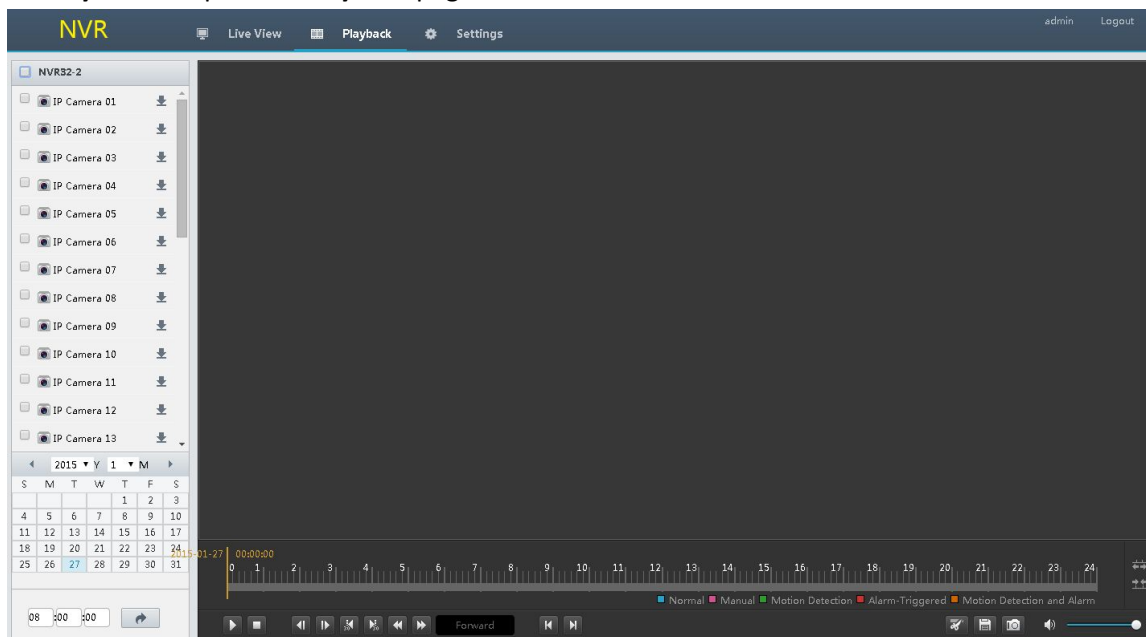 NVR
Live View Playback Settings
admin Logout
NVR32-2
IP Camera 01
IP Camera 02
IP Camera 03
IP Camera 04
IP Camera 05
IP Camera 06
IP Camera 07
IP Camera 08
IP Camera 09
IP Camera 10
IP Camera 11
IP Camera 12
IP Camera 13
2015 Y 1 M
S M T W T F S
1 2 3
4 5 6 7 8 9 10
11 12 13 14 15 16 17
18 19 20 21 22 23 24
25 26 27 28 29 30 31
08 :00 :00
2015-01-27 00:00:00
0 1 2 3 4 5 6 7 8 9 10 11 12 13 14 15 16 17 18 19 20 21 22 23 24
Normal Manual Motion Detection Alarm-Triggered Motion Detection and Alarm
Forward